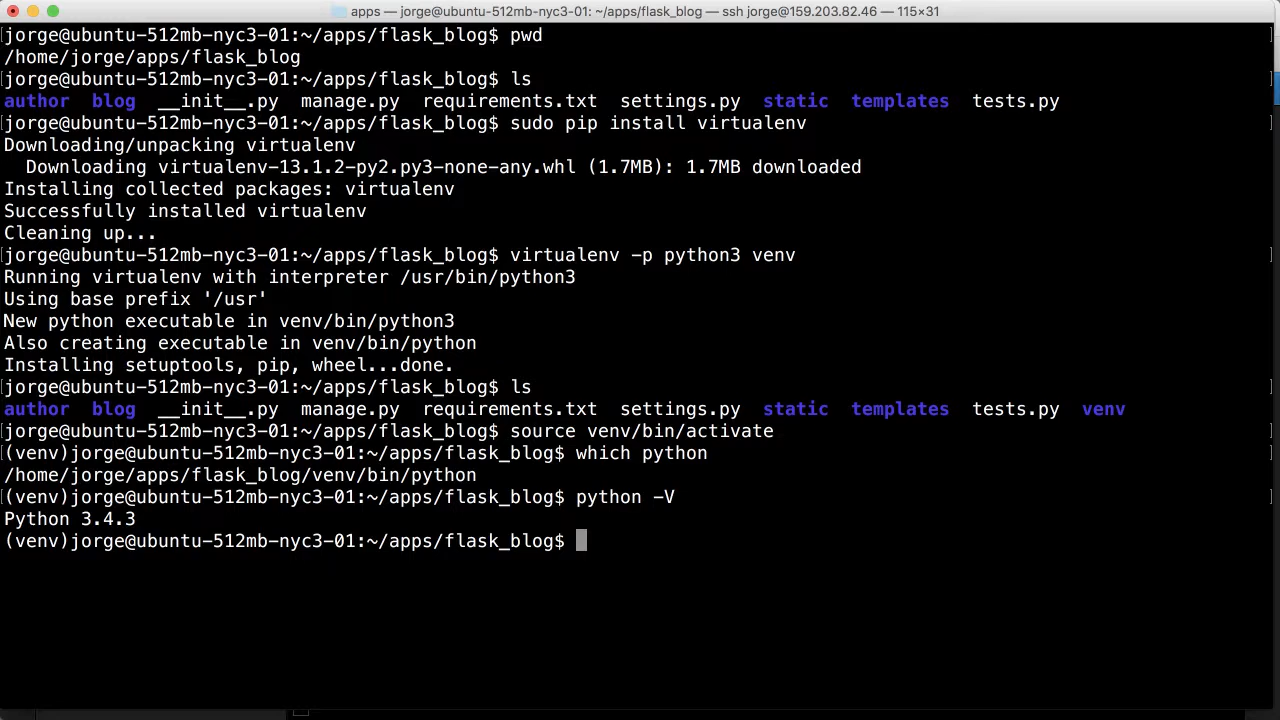 apps — jorge@ubuntu-512mb-nyc3-01: ~/apps/flask_blog — ssh jorge@159.203.82.46 — 115×31
[jorge@ubuntu-512mb-nyc3-01:~/apps/flask_blog$ pwd ]
/home/jorge/apps/flask_blog
[jorge@ubuntu-512mb-nyc3-01:~/apps/flask_blog$ ls ]
author  blog  __init__.py  manage.py  requirements.txt  settings.py  static  templates  tests.py
[jorge@ubuntu-512mb-nyc3-01:~/apps/flask_blog$ sudo pip install virtualenv ]
Downloading/unpacking virtualenv
  Downloading virtualenv-13.1.2-py2.py3-none-any.whl (1.7MB): 1.7MB downloaded
Installing collected packages: virtualenv
Successfully installed virtualenv
Cleaning up...
[jorge@ubuntu-512mb-nyc3-01:~/apps/flask_blog$ virtualenv -p python3 venv ]
Running virtualenv with interpreter /usr/bin/python3
Using base prefix '/usr'
New python executable in venv/bin/python3
Also creating executable in venv/bin/python
Installing setuptools, pip, wheel...done.
[jorge@ubuntu-512mb-nyc3-01:~/apps/flask_blog$ ls ]
author  blog  __init__.py  manage.py  requirements.txt  settings.py  static  templates  tests.py  venv
[jorge@ubuntu-512mb-nyc3-01:~/apps/flask_blog$ source venv/bin/activate ]
[(venv)jorge@ubuntu-512mb-nyc3-01:~/apps/flask_blog$ which python ]
/home/jorge/apps/flask_blog/venv/bin/python
[(venv)jorge@ubuntu-512mb-nyc3-01:~/apps/flask_blog$ python -V ]
Python 3.4.3
(venv)jorge@ubuntu-512mb-nyc3-01:~/apps/flask_blog$